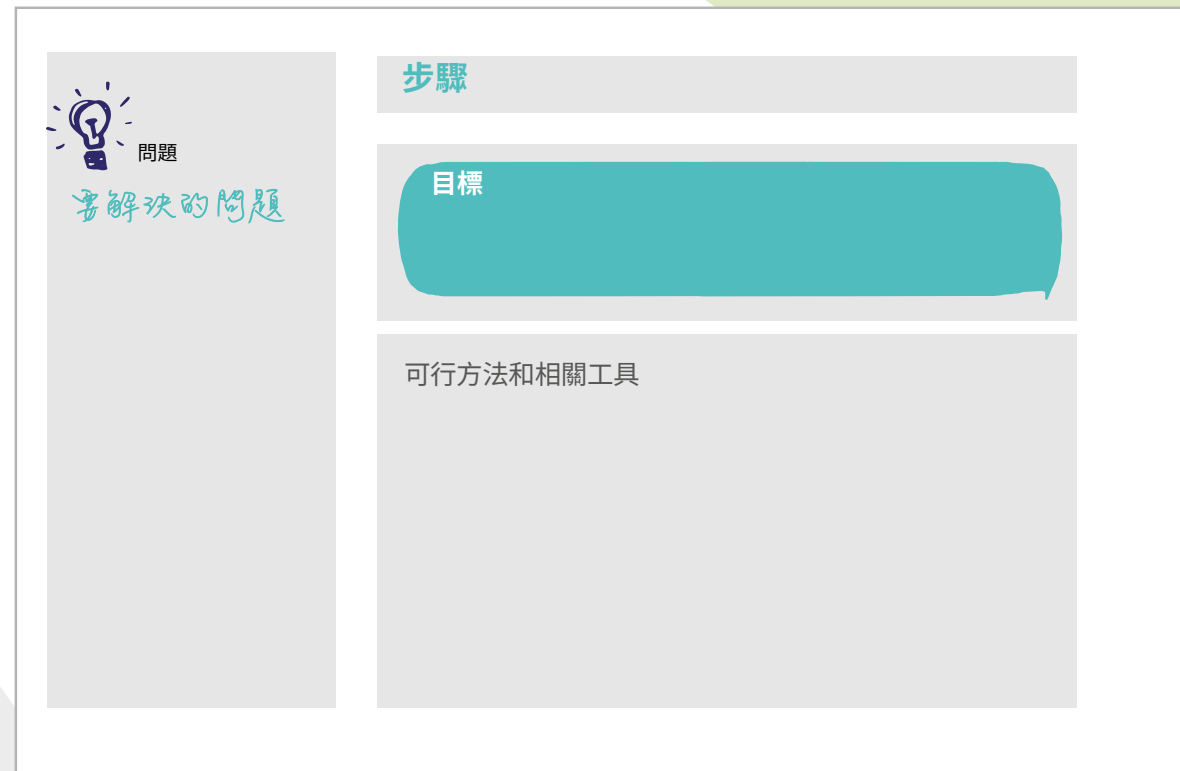 問題
要解決的問題
步驟
目標
可行方法和相關工具